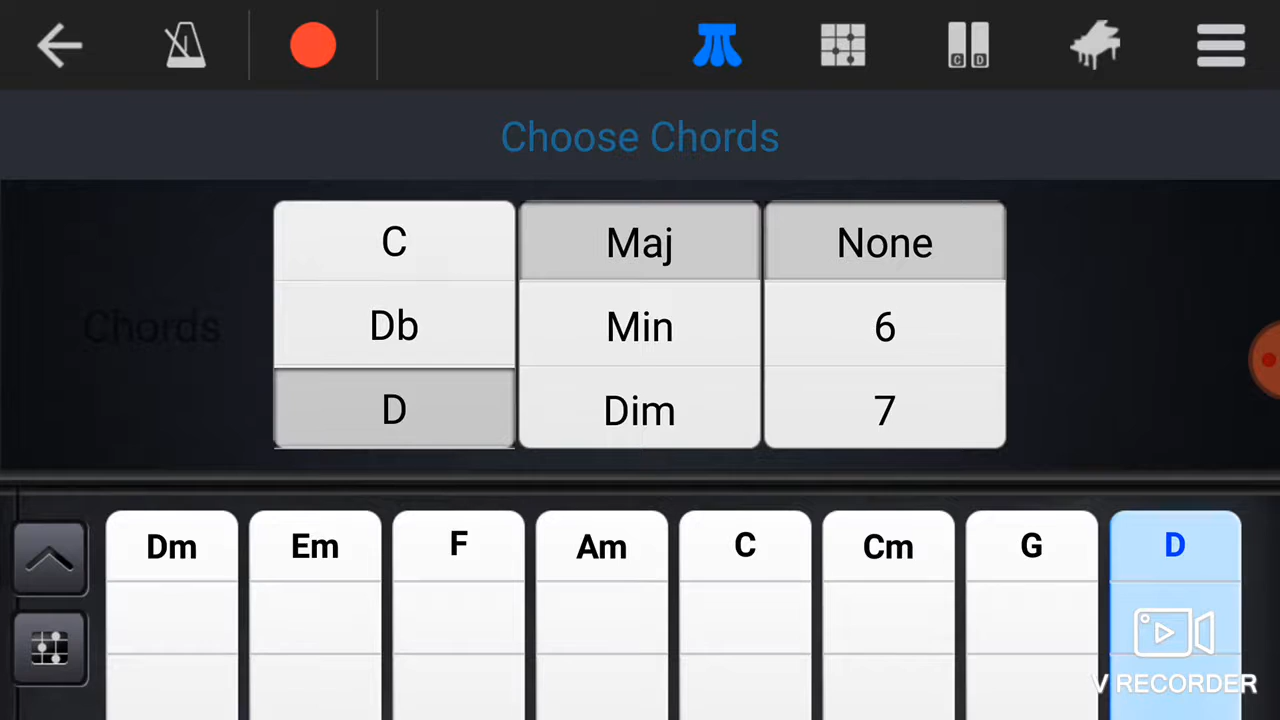 Choose Chords
C D
Chords
C Maj None
Db Min 6
D Dim 7
Dm Em F Am C Cm G D
V RECORDER